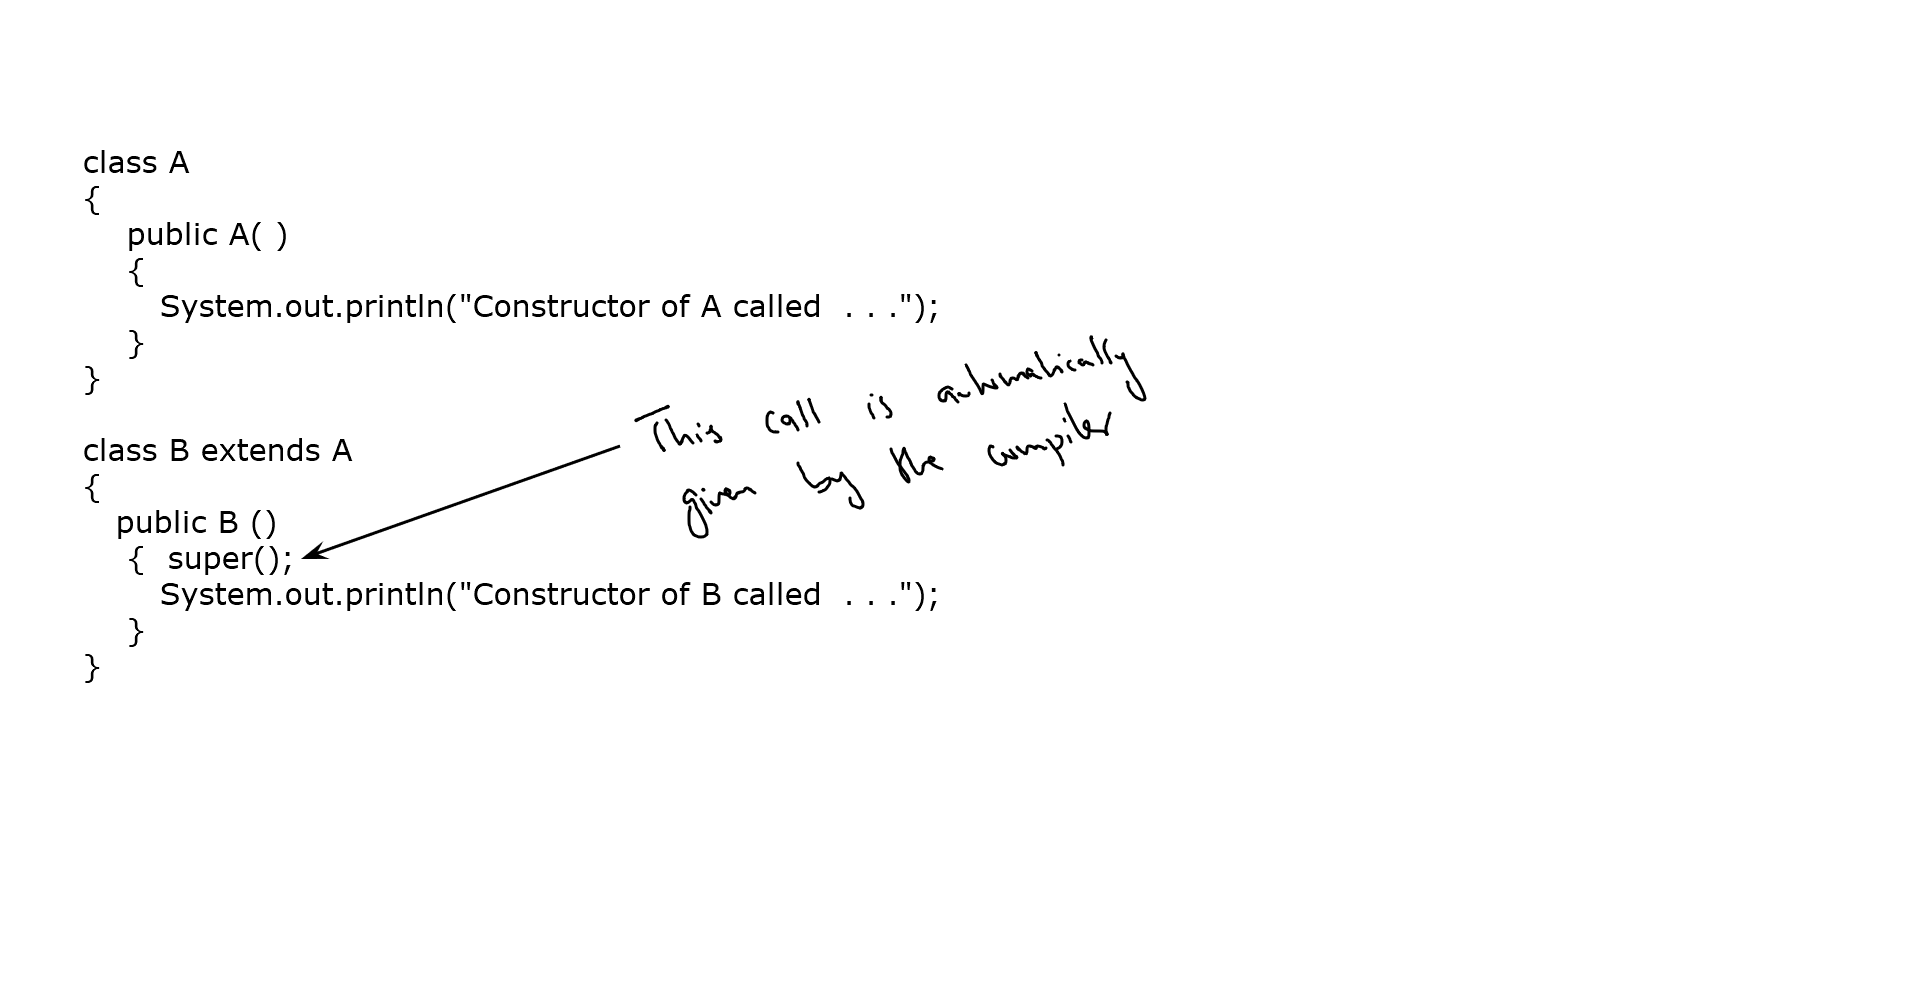 class A
{
public A( )
{
System.out.println("Constructor of A called  . . .");
}
}
class B extends A
{
public B ()
{  super();
System.out.println("Constructor of B called  . . .");
}
}
This call is automatically
given by the compiler